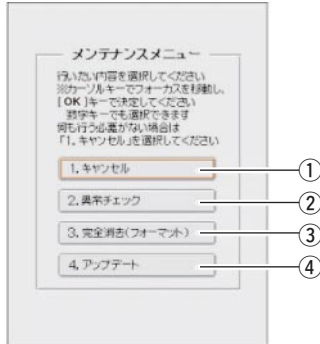 メンテナンスメニュー
行いたい内容を選択してください
※カーソルキーでフォーカスを移動し、
[OK]キーで決定してください
数字キーでも選択できます
何も行う必要がない場合は
「1.キャンセル」を選択してください
1.キャンセル
①
2.異常チェック
②
3.完全消去(フォーマット)
③
4.アップデート
④